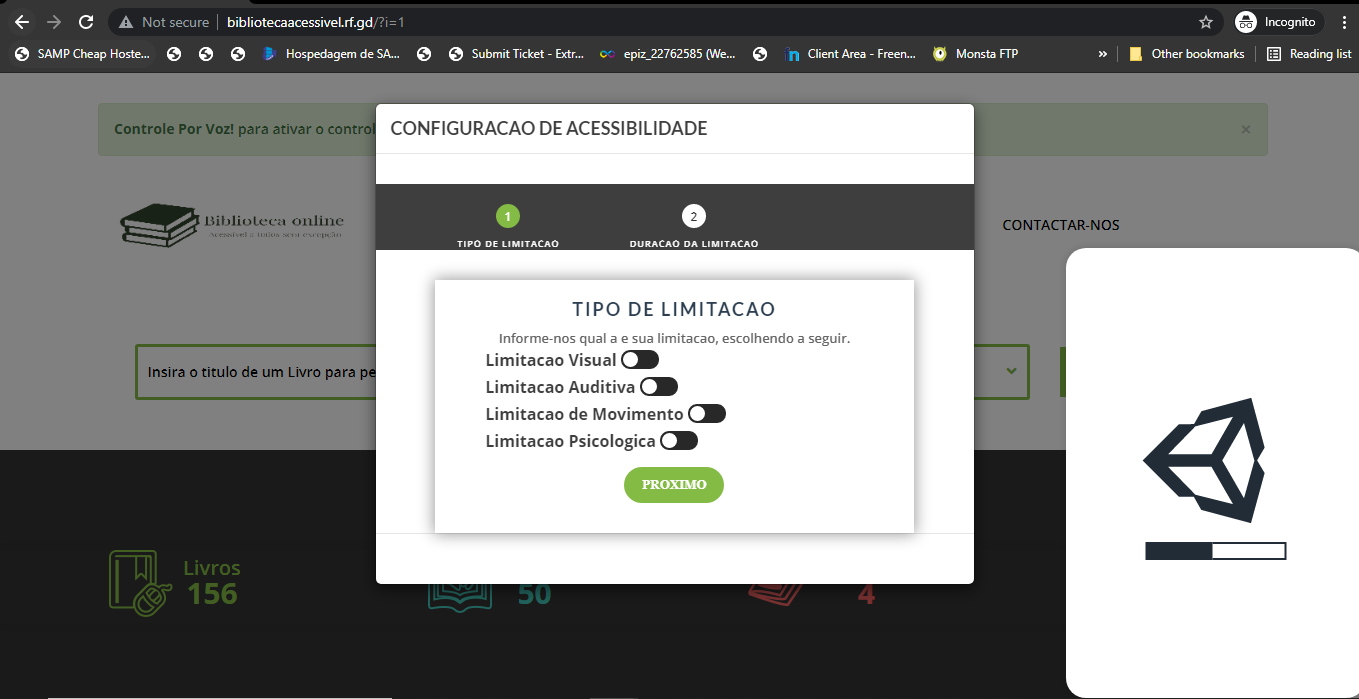 Not secure
bibliotecaacessivel.rf.gd/?i=1
Incognito
SAMP Cheap Hoste...
Hospedagem de SA...
Submit Ticket - Extr...
epiz_22762585 (We...
Client Area - Freen...
Monsta FTP
»
Other bookmarks
Reading list
Controle Por Voz! para ativar o control
×
CONFIGURACAO DE ACESSIBILIDADE
1
2
TIPO DE LIMITACAO
DURACAO DA LIMITACAO
Biblioteca online
Acessivel a todos sem excepção
CONTACTAR-NOS
TIPO DE LIMITACAO
Informe-nos qual a e sua limitacao, escolhendo a seguir.
Limitacao Visual
Limitacao Auditiva
Limitacao de Movimento
Limitacao Psicologica
PROXIMO
Insira o titulo de um Livro para pe
Livros
156
50
4